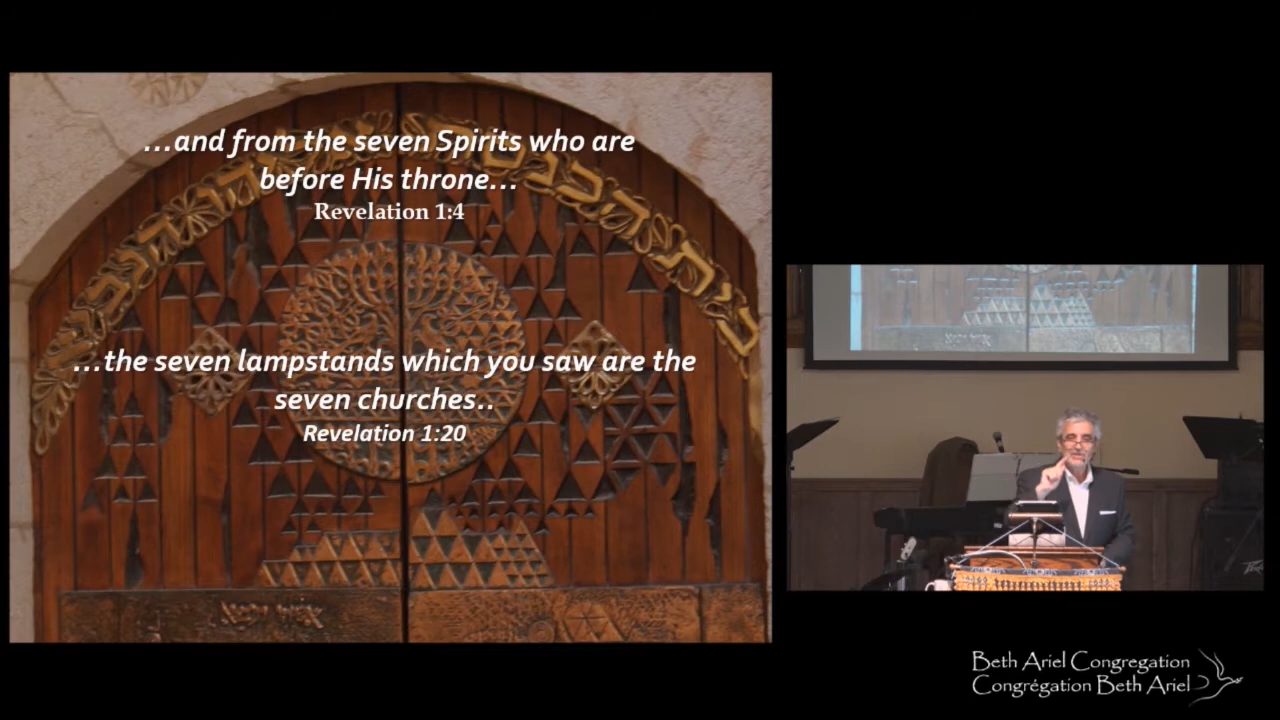 ...and from the seven Spirits who are
before His throne...
Revelation 1:4
...the seven lampstands which you saw are the
seven churches..
Revelation 1:20
Beth Ariel Congregation
Congrégation Beth Ariel